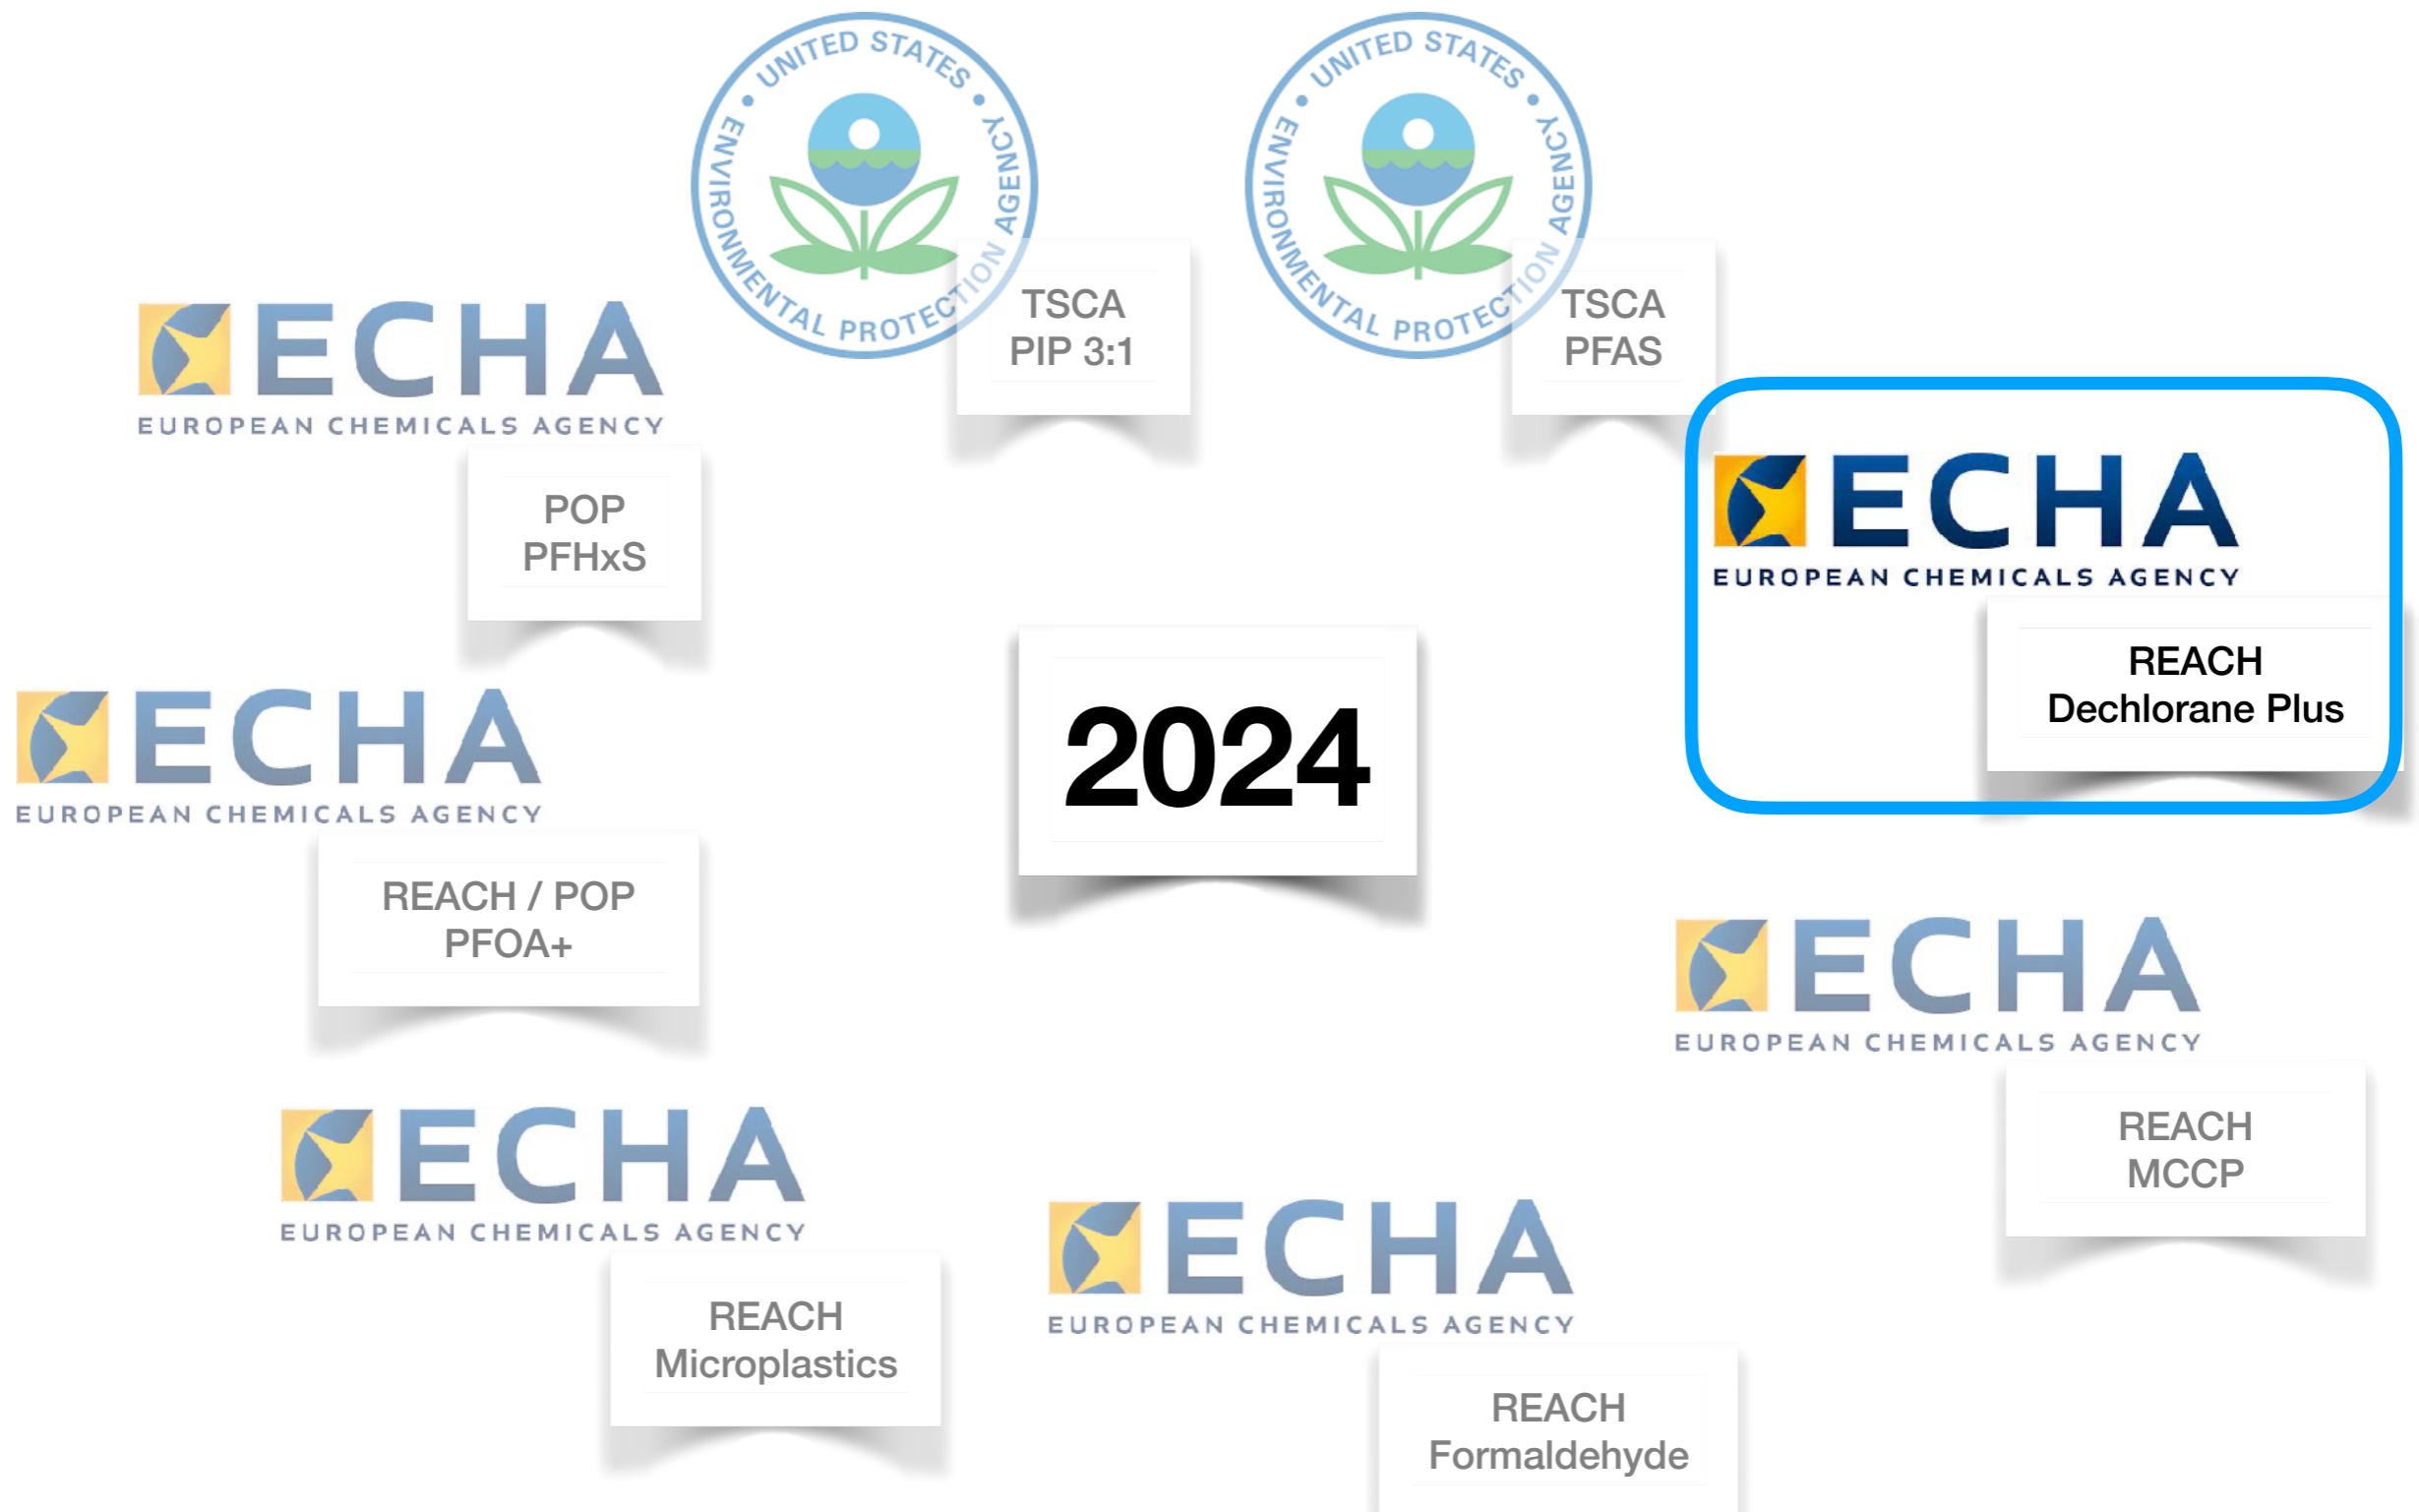 • UNITED STATES •
ENVIRONMENTAL PROTECTION AGENCY
TSCA
PIP 3:1
• UNITED STATES •
ENVIRONMENTAL PROTECTION AGENCY
TSCA
PFAS
ECHA
EUROPEAN CHEMICALS AGENCY
POP
PFHxS
ECHA
EUROPEAN CHEMICALS AGENCY
REACH
Dechlorane Plus
2024
ECHA
EUROPEAN CHEMICALS AGENCY
REACH / POP
PFOA+
ECHA
EUROPEAN CHEMICALS AGENCY
REACH
MCCP
ECHA
EUROPEAN CHEMICALS AGENCY
REACH
Microplastics
ECHA
EUROPEAN CHEMICALS AGENCY
REACH
Formaldehyde